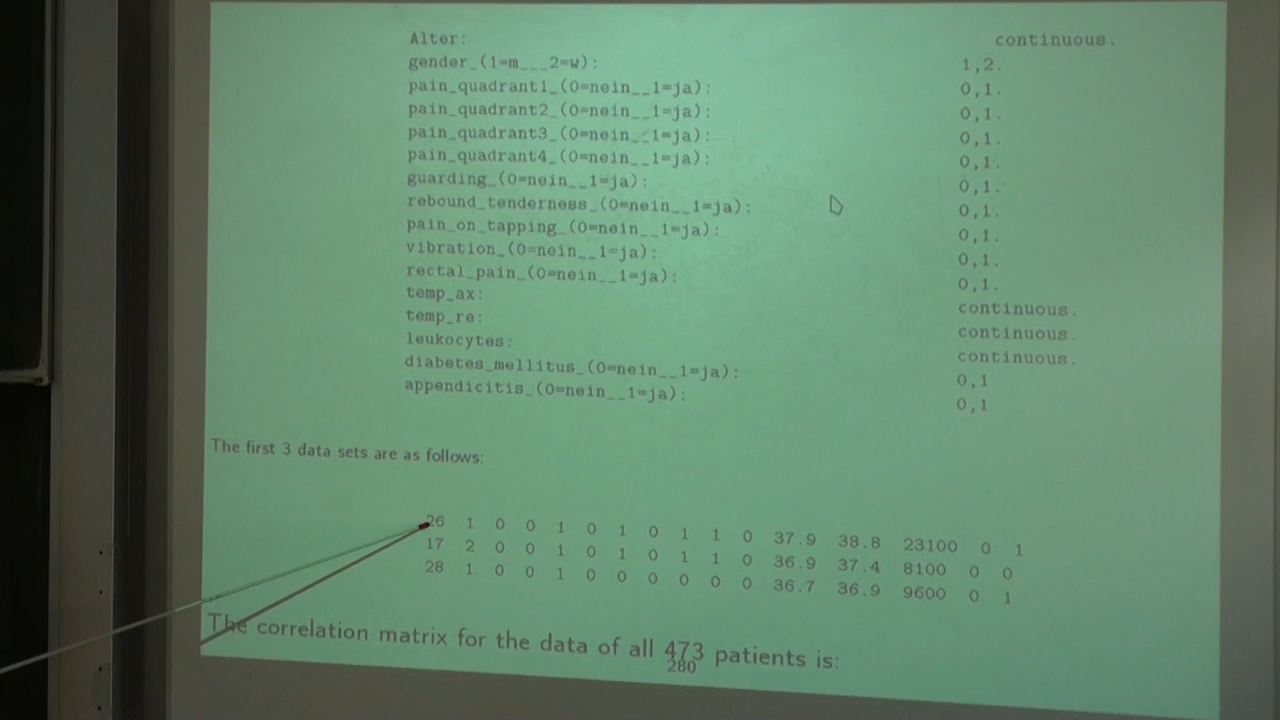 Alter: continuous.
gender_(1=m___2=w): 1,2.
pain_quadrant1_(0=nein__1=ja): 0,1.
pain_quadrant2_(0=nein__1=ja): 0,1.
pain_quadrant3_(0=nein__1=ja): 0,1.
pain_quadrant4_(0=nein__1=ja): 0,1.
guarding_(0=nein__1=ja): 0,1.
rebound_tenderness_(0=nein__1=ja): 0,1.
pain_on_tapping_(0=nein__1=ja): 0,1.
vibration_(0=nein__1=ja): 0,1.
rectal_pain_(0=nein__1=ja): 0,1.
temp_ax: continuous.
temp_re: continuous.
leukocytes: continuous.
diabetes_mellitus_(0=nein__1=ja): 0,1
appendicitis_(0=nein__1=ja): 0,1
The first 3 data sets are as follows:
26 1 0 0 1 0 1 0 1 1 0 37.9 38.8 23100 0 1
17 2 0 0 1 0 1 0 1 1 0 36.9 37.4 8100 0 0
28 1 0 0 1 0 0 0 0 0 0 36.7 36.9 9600 0 1
The correlation matrix for the data of all 473 patients is:
280